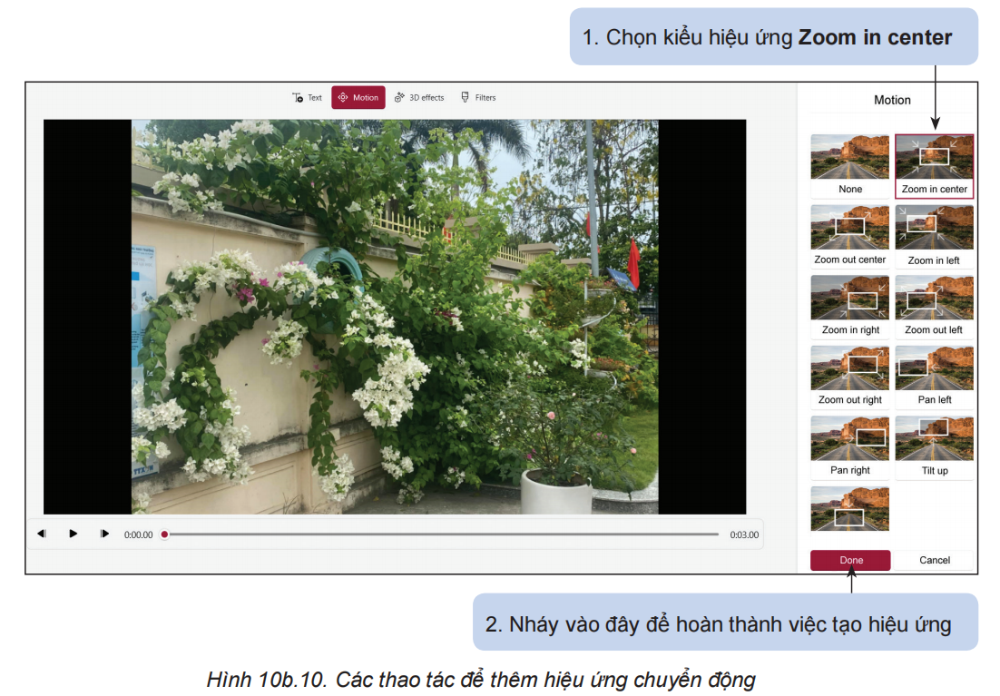 1. Chọn kiểu hiệu ứng Zoom in center
Text Motion 3D effects Filters
Motion
None Zoom in center
Zoom out center Zoom in left
Zoom in right Zoom out left
Zoom out right Pan left
Pan right Tilt up
0:00.00 0:03.00
Done Cancel
2. Nháy vào đây để hoàn thành việc tạo hiệu ứng
Hình 10b.10. Các thao tác để thêm hiệu ứng chuyển động